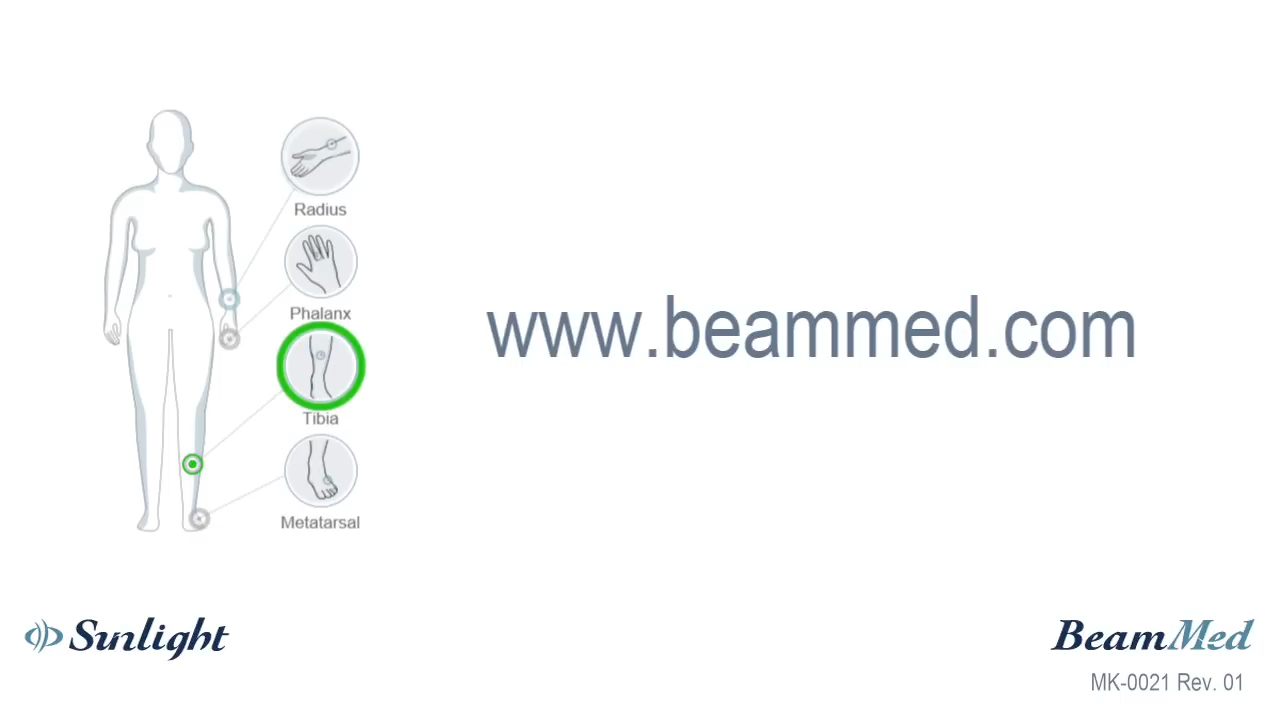 Radius
Phalanx
Tibia
Metatarsal
www.beammed.com
Sunlight
BeamMed
MK-0021 Rev. 01